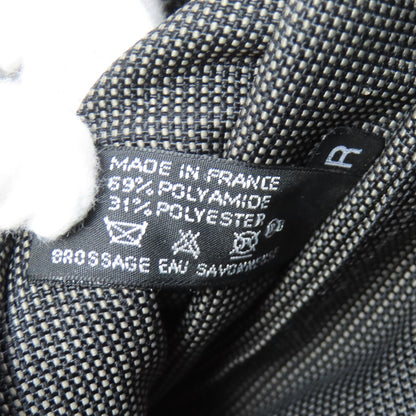 MADE IN FRANCE
69% POLYAMIDE
31% POLYESTER
BROSSAGE EAU SAVONNEUSE
R